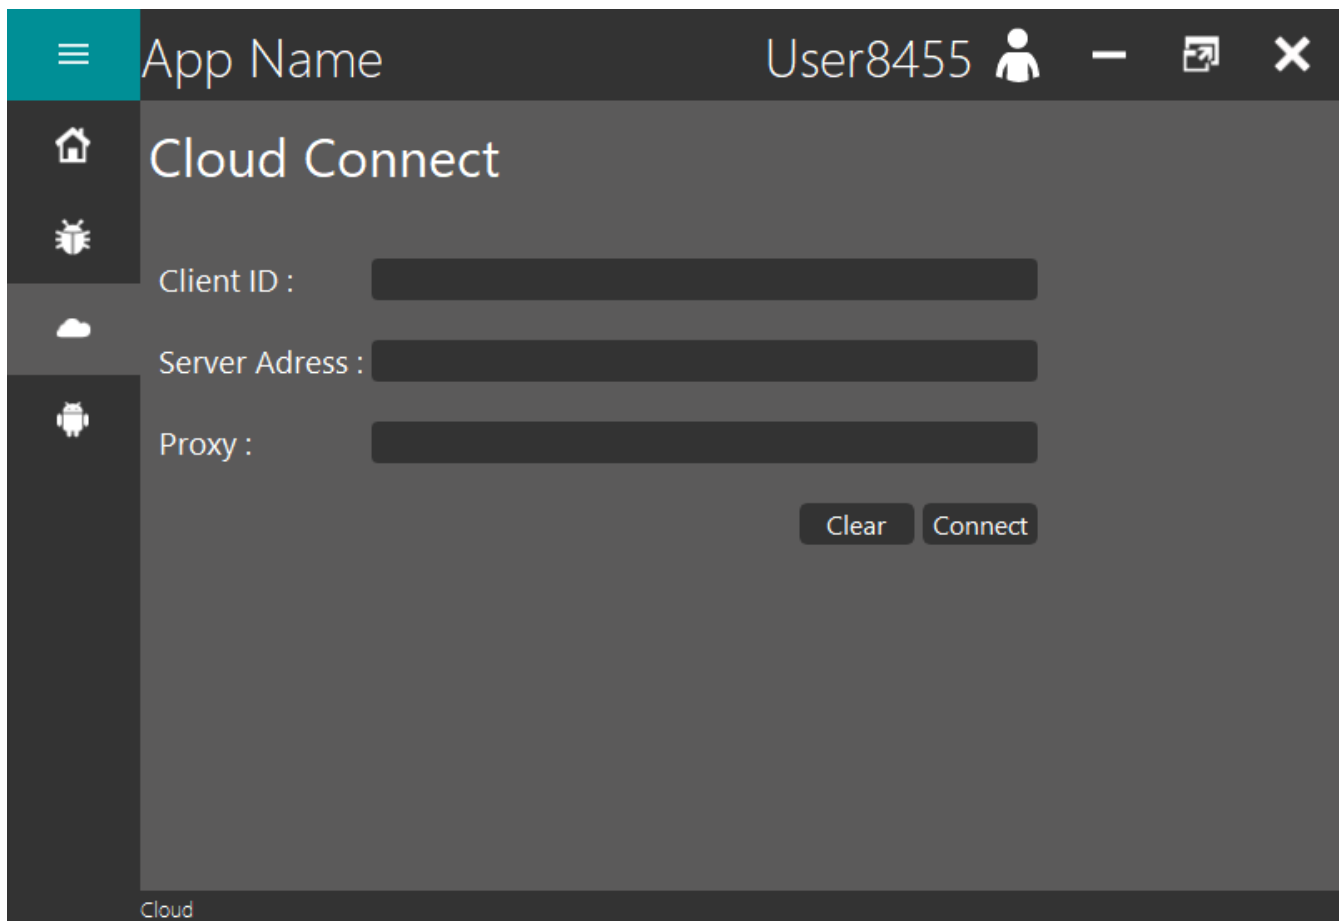 App Name
User8455
Cloud Connect
Client ID :
Server Adress :
Proxy :
Clear
Connect
Cloud